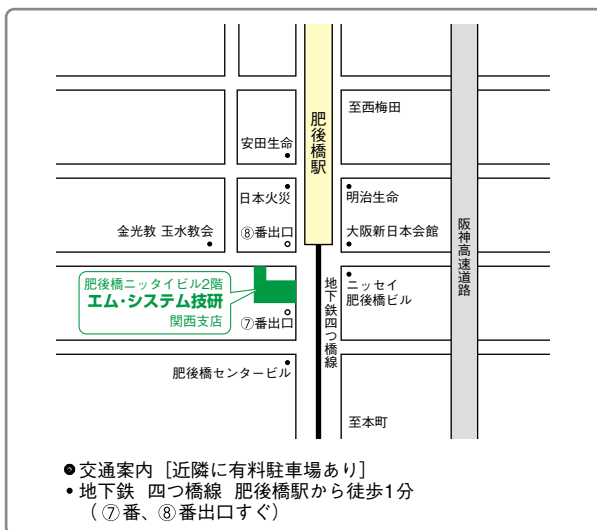 至西梅田
肥後橋駅
安田生命
日本火災
明治生命
金光教 玉水教会
⑧番出口
大阪新日本会館
阪神高速道路
肥後橋ニッタイビル2階
エム・システム技研
関西支店
ニッセイ
肥後橋ビル
地下鉄四つ橋線
⑦番出口
肥後橋センタービル
至本町
●交通案内［近隣に有料駐車場あり］
・地下鉄 四つ橋線 肥後橋駅から徒歩1分
（⑦番、⑧番出口すぐ）